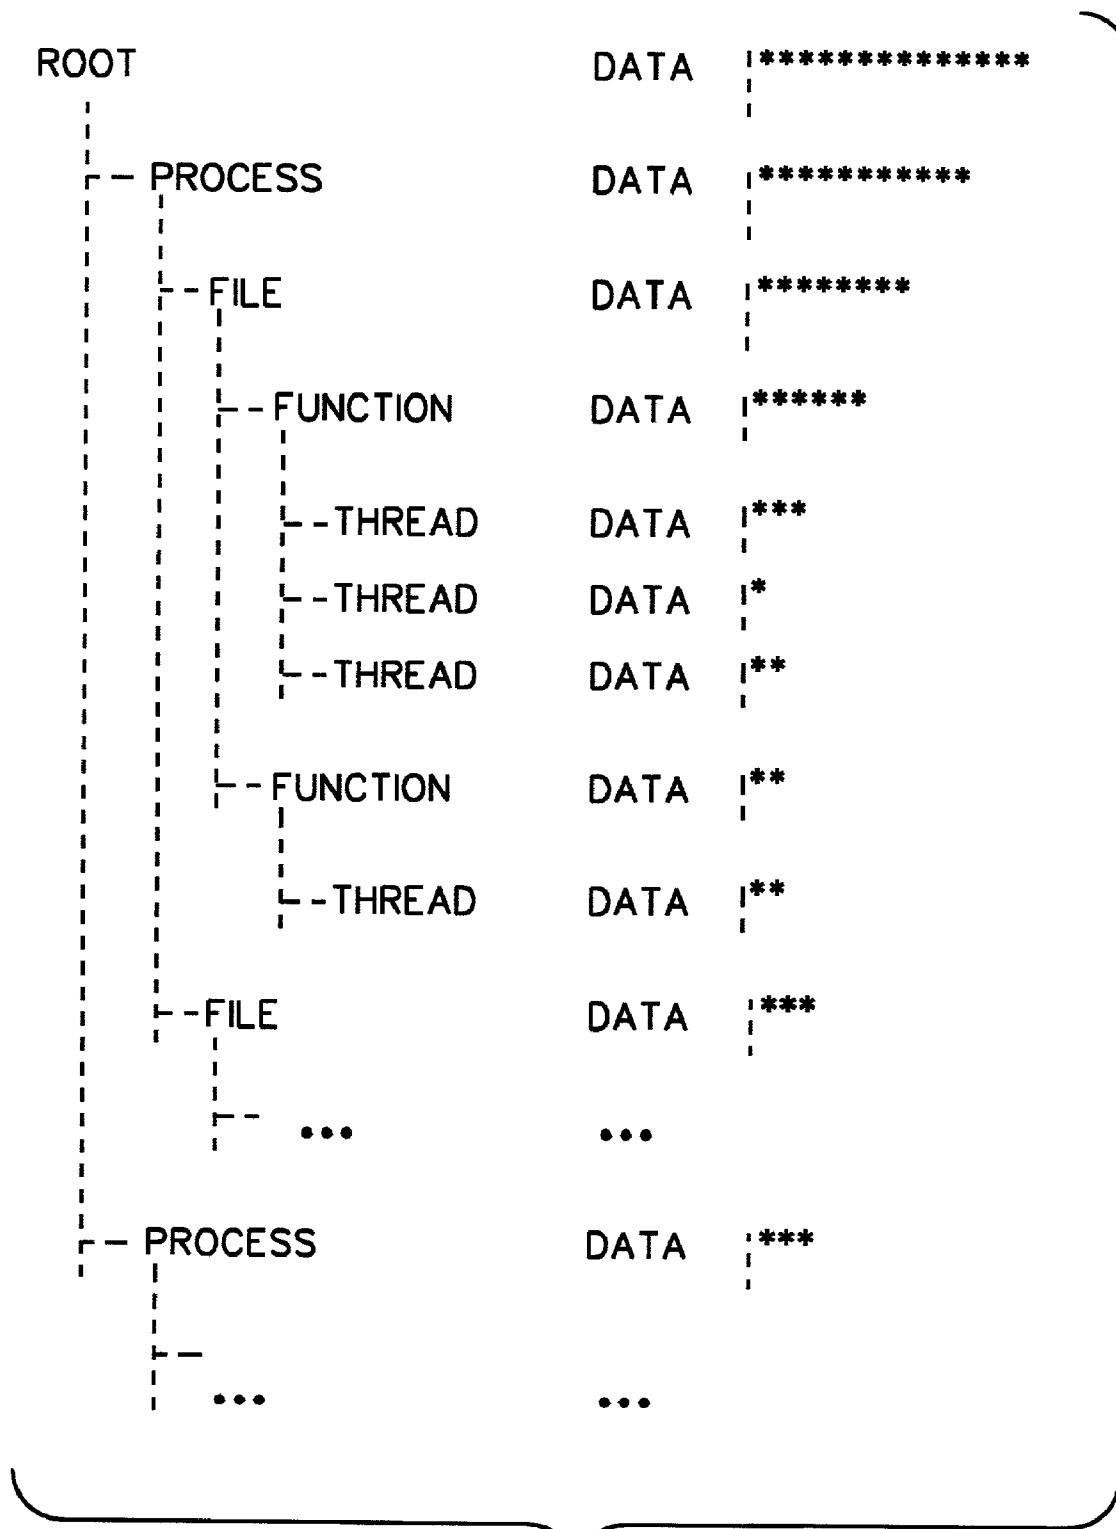 ROOT DATA **************
PROCESS DATA ***********
FILE DATA ********
FUNCTION DATA ******
THREAD DATA ***
THREAD DATA *
THREAD DATA **
FUNCTION DATA **
THREAD DATA **
FILE DATA ***
••• •••
PROCESS DATA ***
••• •••